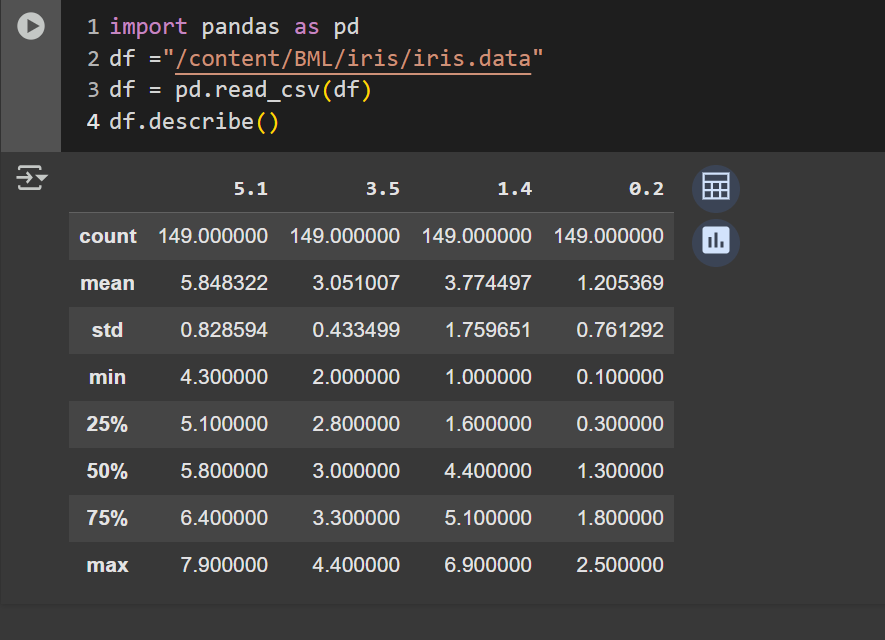 1 import pandas as pd
2 df ="/content/BML/iris/iris.data"
3 df = pd.read_csv(df)
4 df.describe()
5.1 3.5 1.4 0.2
count 149.000000 149.000000 149.000000 149.000000
mean 5.848322 3.051007 3.774497 1.205369
std 0.828594 0.433499 1.759651 0.761292
min 4.300000 2.000000 1.000000 0.100000
25% 5.100000 2.800000 1.600000 0.300000
50% 5.800000 3.000000 4.400000 1.300000
75% 6.400000 3.300000 5.100000 1.800000
max 7.900000 4.400000 6.900000 2.500000